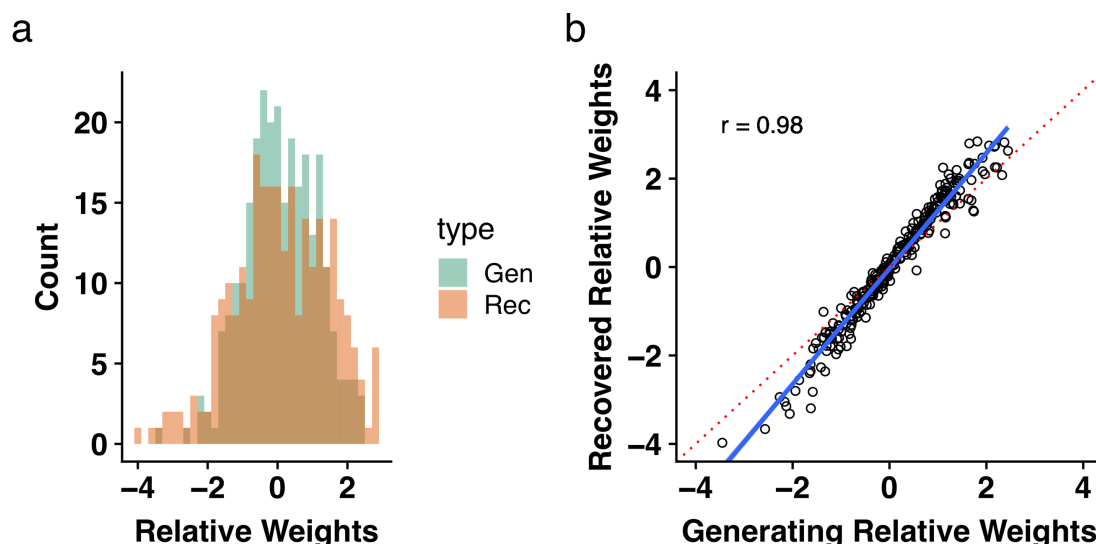 a
20
15
10
5
0
Count
−4 −2 0 2
Relative Weights
type
Gen
Rec
b
4
2
0
−2
−4
Recovered Relative Weights
r = 0.98
−4 −2 0 2 4
Generating Relative Weights